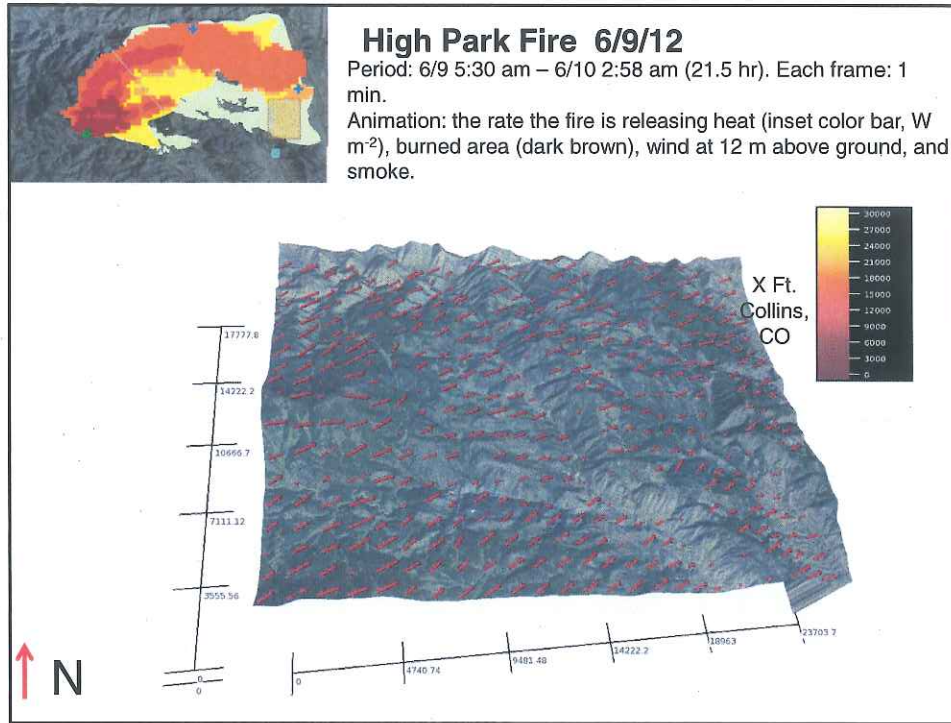 High Park Fire 6/9/12
Period: 6/9 5:30 am – 6/10 2:58 am (21.5 hr). Each frame: 1
min.
Animation: the rate the fire is releasing heat (inset color bar, W
m-2), burned area (dark brown), wind at 12 m above ground, and
smoke.
30000
27000
24000
21000
18000
15000
12000
9000
6000
3000
0
X Ft.
Collins,
CO
17777.8
14222.2
10666.7
7111.12
3555.56
0
0
0
4740.74
9481.48
14222.2
18963
23703.7
N